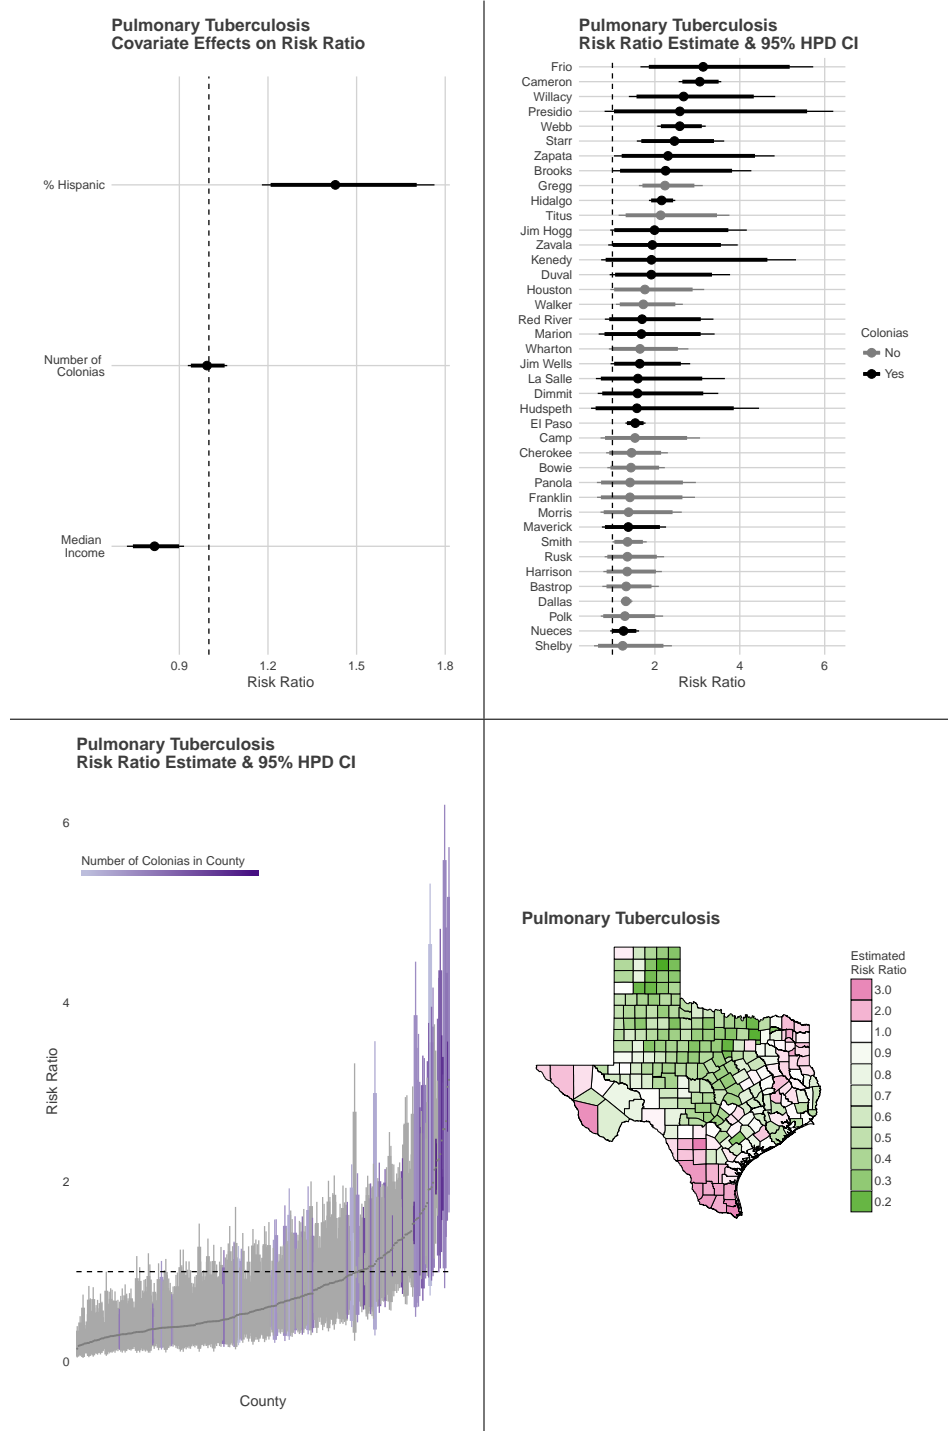 Pulmonary Tuberculosis
Covariate Effects on Risk Ratio
% Hispanic
Number of
Colonias
Median
Income
0.9 1.2 1.5 1.8
Risk Ratio
Pulmonary Tuberculosis
Risk Ratio Estimate & 95% HPD CI
Frio
Cameron
Willacy
Presidio
Webb
Starr
Zapata
Brooks
Gregg
Hidalgo
Titus
Jim Hogg
Zavala
Kenedy
Duval
Houston
Walker
Red River
Marion
Wharton
Jim Wells
La Salle
Dimmit
Hudspeth
El Paso
Camp
Cherokee
Bowie
Panola
Franklin
Morris
Maverick
Smith
Rusk
Harrison
Bastrop
Dallas
Polk
Nueces
Shelby
2 4 6
Risk Ratio
Colonias
No
Yes
Pulmonary Tuberculosis
Risk Ratio Estimate & 95% HPD CI
6
Number of Colonias in County
4
Risk Ratio
2
0
County
Pulmonary Tuberculosis
Estimated
Risk Ratio
3.0
2.0
1.0
0.9
0.8
0.7
0.6
0.5
0.4
0.3
0.2